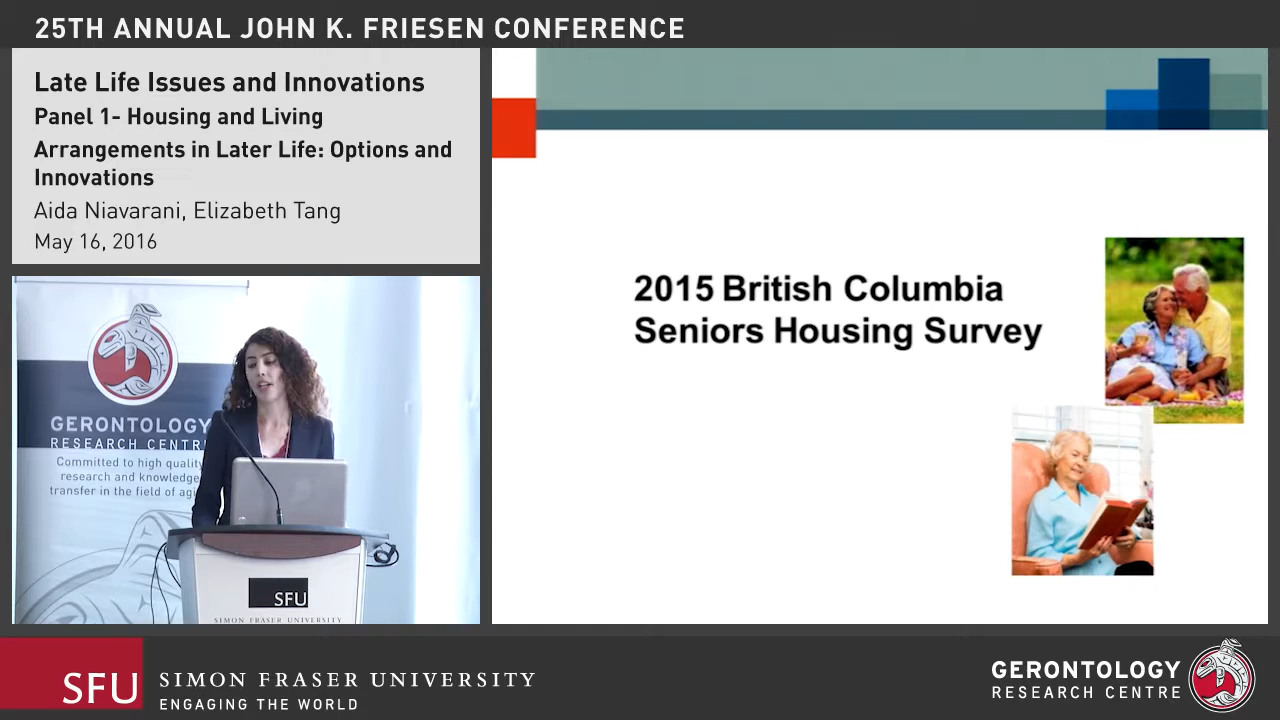 25TH ANNUAL JOHN K. FRIESEN CONFERENCE
Late Life Issues and Innovations
Panel 1- Housing and Living
Arrangements in Later Life: Options and
Innovations
Aida Niavarani, Elizabeth Tang
May 16, 2016
2015 British Columbia
Seniors Housing Survey
GERONTOLOGY
RESEARCH CENTRE
Committed to high quality
research and knowledge
transfer in the field of
SFU
SIMON FRASER UNIVERSITY
SFU
SIMON FRASER UNIVERSITY
ENGAGING THE WORLD
GERONTOLOGY
RESEARCH CENTRE